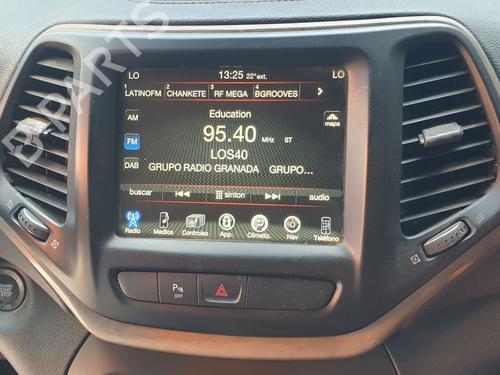 LO 13:25 22°ext. LO
1 LATINOFM 2 CHANKETE 3 RF MEGA 4 BGROOVES
Education
AM
95.40 MHz ST
mapa
FM
LOS40
DAB
GRUPO RADIO GRANADA GRUPO...
buscar sinton audio
Radio Medios Controles App. Climatiz. Nav. Teléfono
P OFF
B PARTS